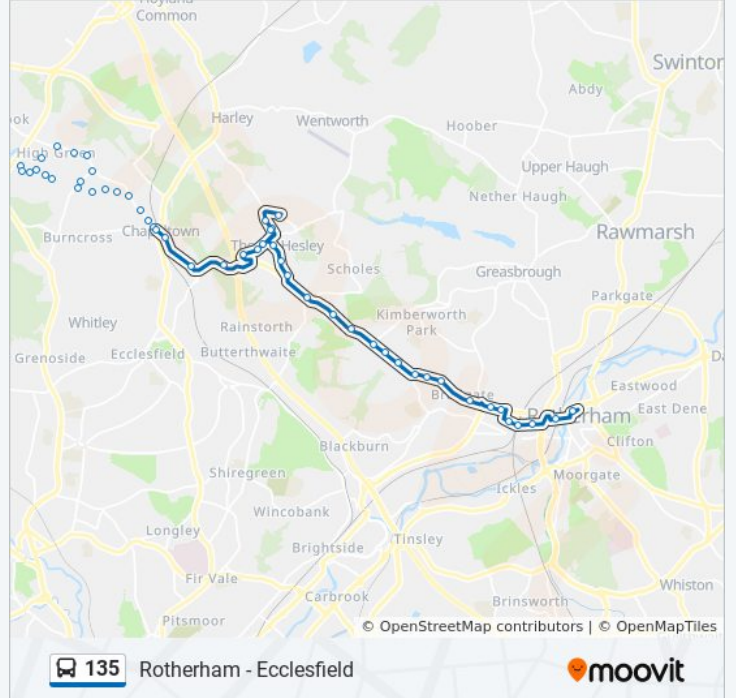 Hoyland
Common
Swinton
Abdy
Harley
Wentworth
Hoober
High Green
Upper Haugh
Nether Haugh
Burncross
Rawmarsh
Scholes
Greasbrough
Parkgate
Kimberworth
Park
Whitley
Rainstorth
Grenoside
Ecclesfield
Butterthwaite
Eastwood
East Dene
Rotherham
Clifton
Blackburn
Shiregreen
Moorgate
Ickles
Wincobank
Longley
Brightside
Tinsley
Fir Vale
Carbrook
Brinsworth
Whiston
Pitsmoor
© OpenStreetMap contributors | © OpenMapTiles
135 Rotherham - Ecclesfield
moovit